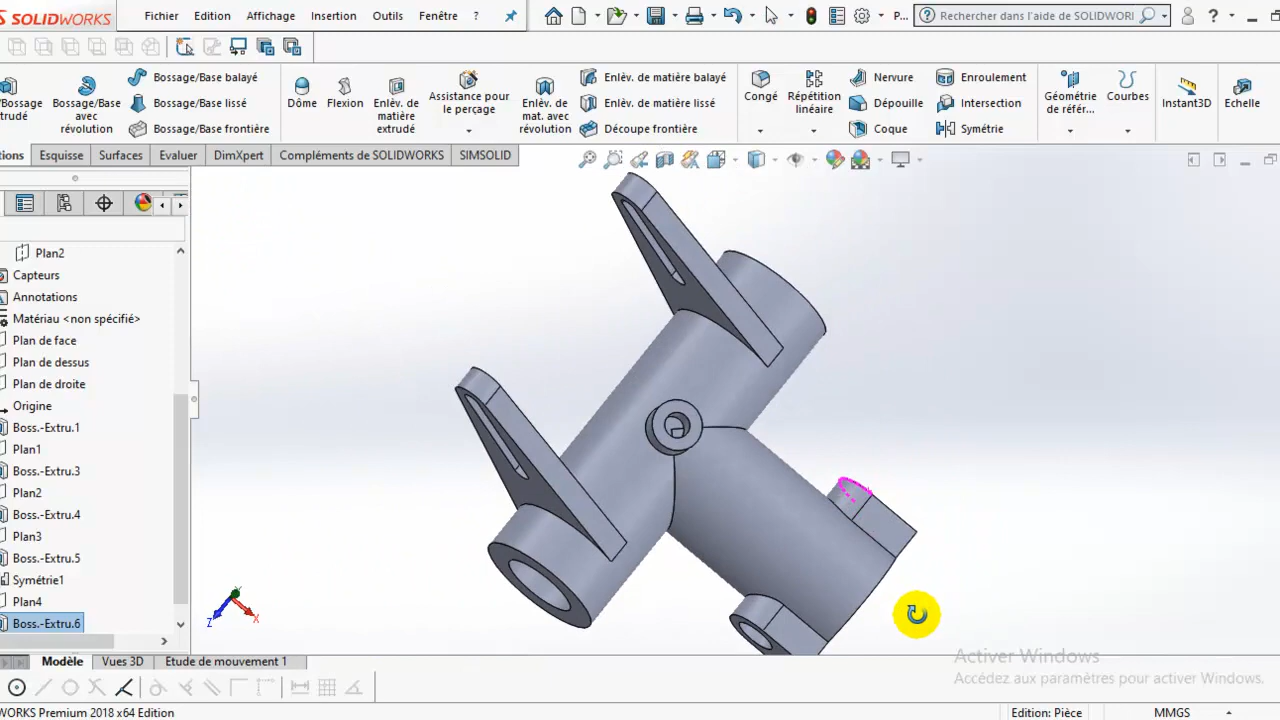 SOLIDWORKS Fichier Edition Affichage Insertion Outils Fenêtre P... Rechercher dans l'aide de SOLIDWORI ?
Bossage/Base balayé Enlèv. de matière balayé Nervure Enroulement
Bossage/Base lissé Enlèv. de matière lissé Dépouille Intersection
Bossage/Base frontière Découpe frontière Coque Symétrie
Bossage
trudé
Bossage/Base
avec
révolution
Dôme
Flexion
Enlèv. de
matière
extrudé
Assistance pour
le perçage
Enlèv. de
mat. avec
révolution
Congé
Répétition
linéaire
Géométrie
de référ...
Courbes
Instant3D
Echelle
tions Esquisse Surfaces Evaluer DimXpert Compléments de SOLIDWORKS SIMSOLID
Plan2
Capteurs
Annotations
Matériau <non spécifié>
Plan de face
Plan de dessus
Plan de droite
Origine
Boss.-Extru.1
Plan1
Boss.-Extru.3
Plan2
Boss.-Extru.4
Plan3
Boss.-Extru.5
Symétrie1
Plan4
Boss.-Extru.6
Y
Z X
Activer Windows
Accédez aux paramètres pour activer Windows.
Modèle Vues 3D Etude de mouvement 1
WORKS Premium 2018 x64 Edition Edition: Pièce MMGS